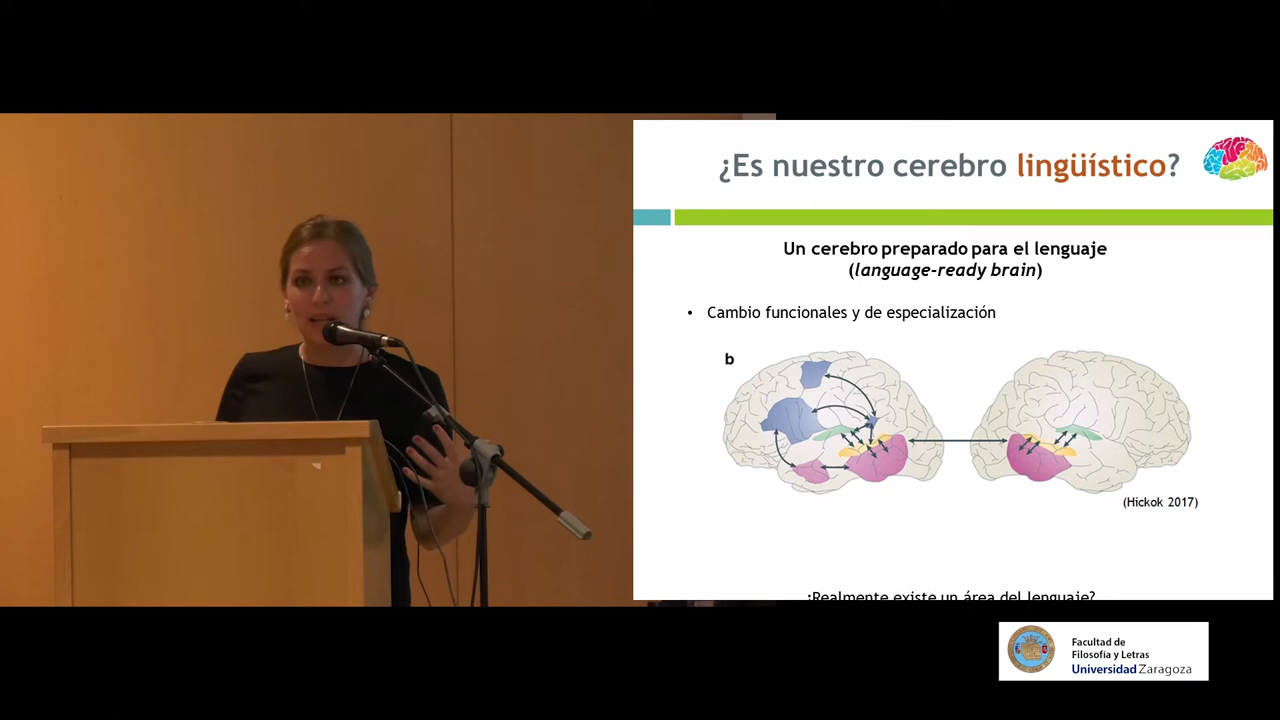 ¿Es nuestro cerebro lingüístico?
Un cerebro preparado para el lenguaje
(language-ready brain)
• Cambio funcionales y de especialización
b
(Hickok 2017)
¿Realmente existe un área del lenguaje?
Facultad de
Filosofía y Letras
Universidad Zaragoza